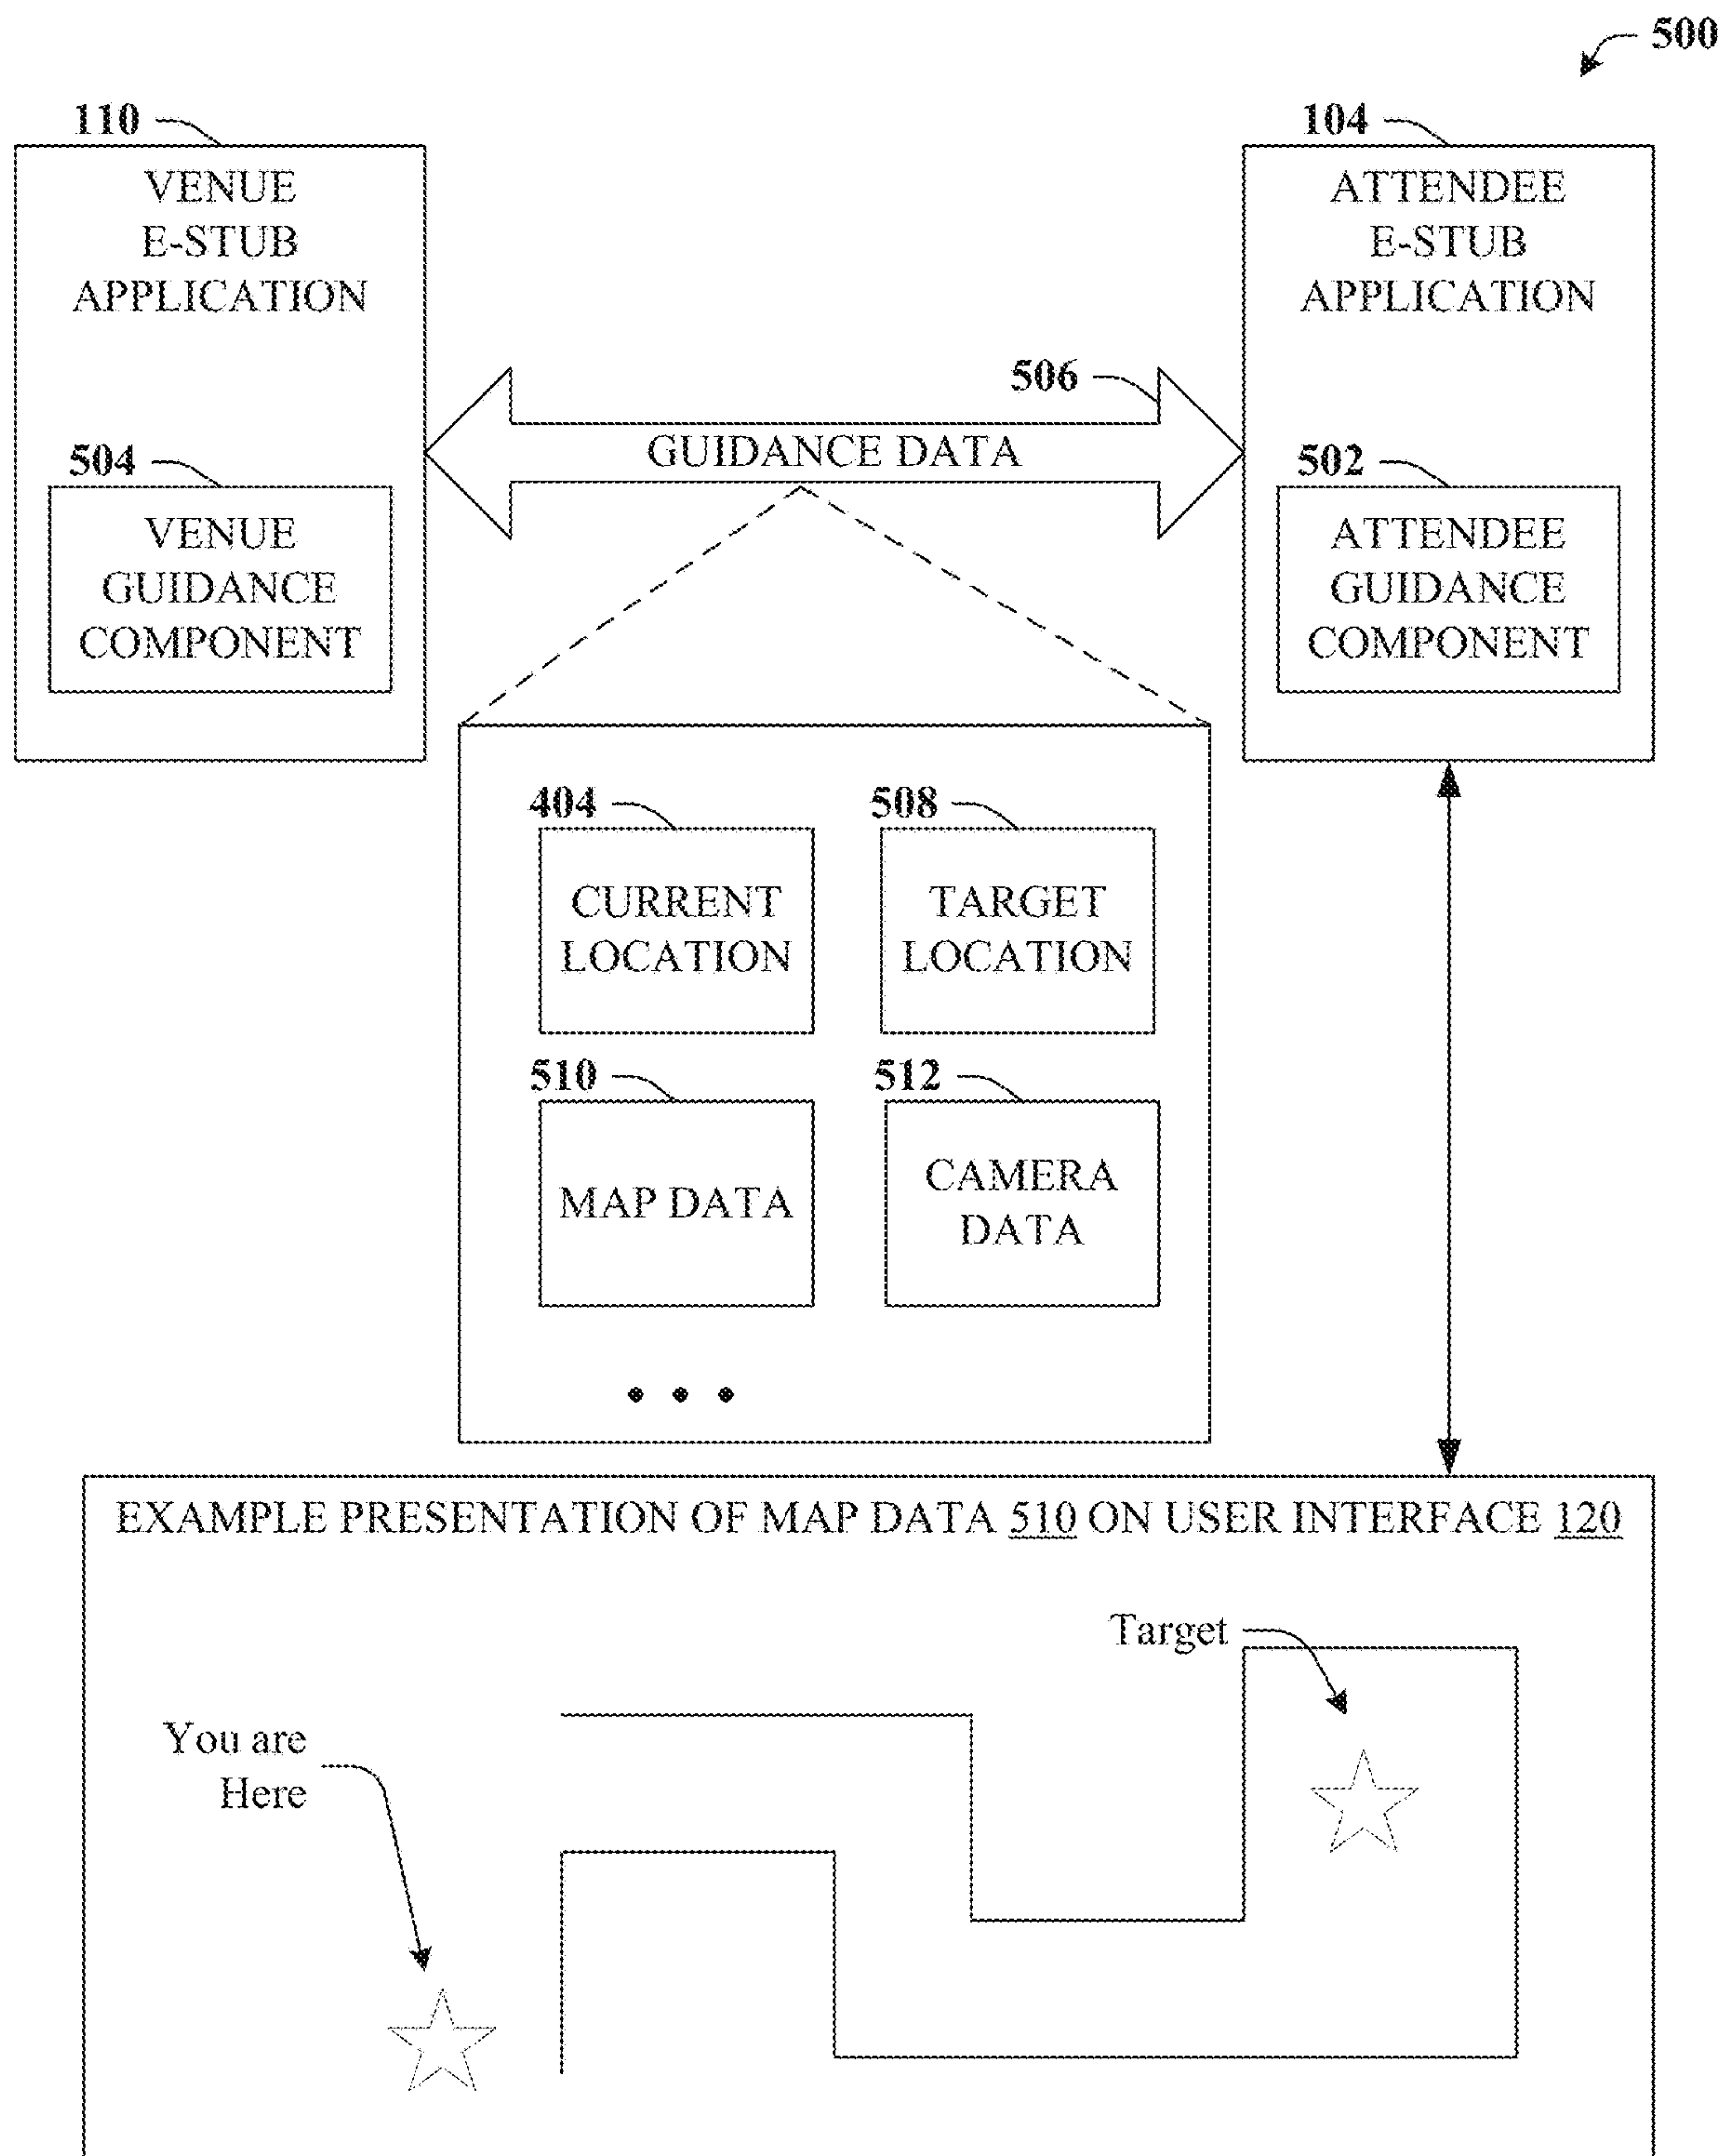 500
110
VENUE
E-STUB
APPLICATION
504
VENUE
GUIDANCE
COMPONENT
506
GUIDANCE DATA
104
ATTENDEE
E-STUB
APPLICATION
502
ATTENDEE
GUIDANCE
COMPONENT
404
CURRENT
LOCATION
508
TARGET
LOCATION
510
MAP DATA
512
CAMERA
DATA
• • •
EXAMPLE PRESENTATION OF MAP DATA 510 ON USER INTERFACE 120
Target
You are
Here